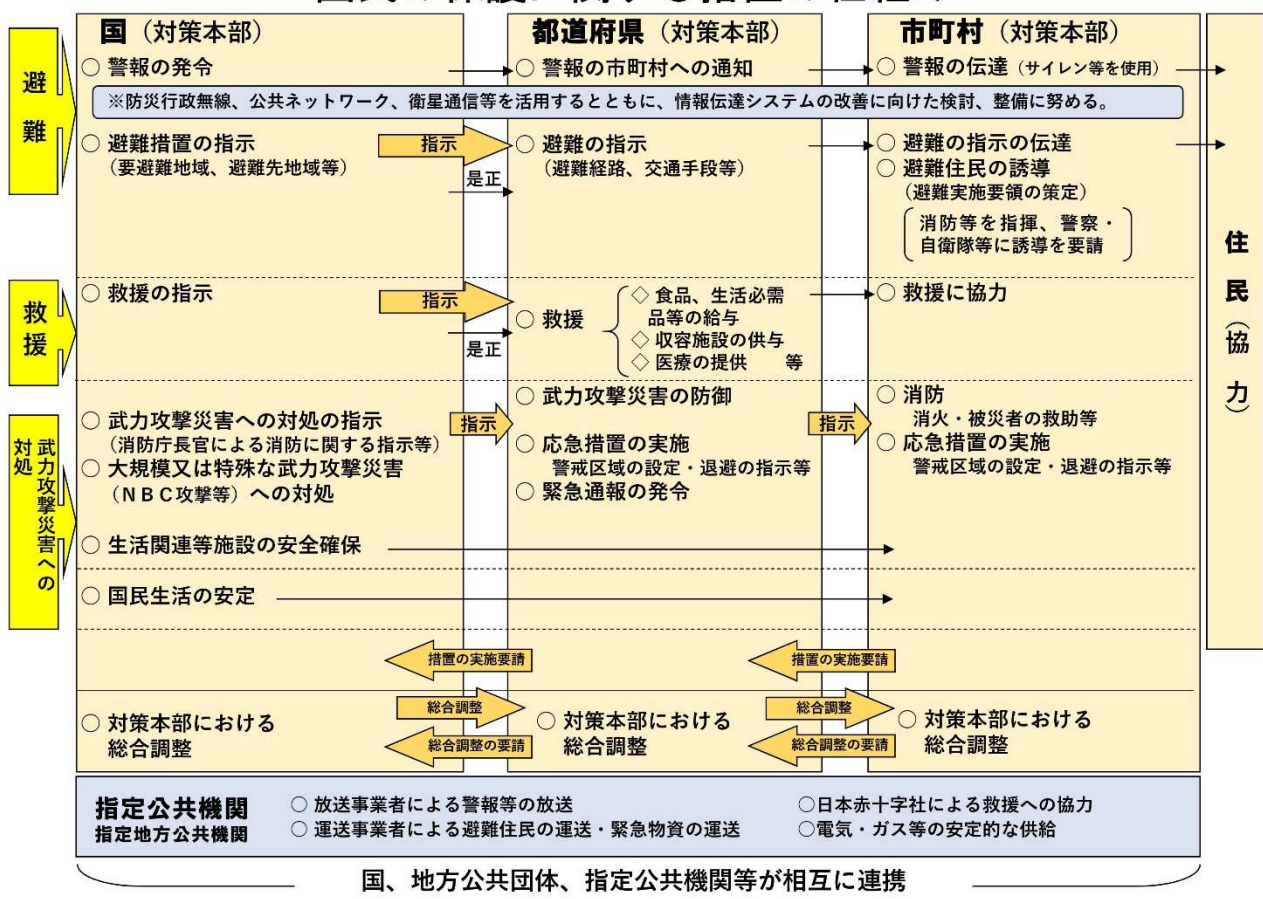 国（対策本部）
都道府県（対策本部）
市町村（対策本部）
避難
○ 警報の発令
○ 警報の市町村への通知
○ 警報の伝達（サイレン等を使用）
※防災行政無線、公共ネットワーク、衛星通信等を活用するとともに、情報伝達システムの改善に向けた検討、整備に努める。
○ 避難措置の指示
（要避難地域、避難先地域等）
指示
是正
○ 避難の指示
（避難経路、交通手段等）
○ 避難の指示の伝達
○ 避難住民の誘導
（避難実施要領の策定）
消防等を指揮、警察・
自衛隊等に誘導を要請
救援
○ 救援の指示
指示
是正
○ 救援
◇ 食品、生活必需
品等の給与
◇ 収容施設の供与
◇ 医療の提供　等
○ 救援に協力
武力攻撃災害への
対処
○ 武力攻撃災害への対処の指示
（消防庁長官による消防に関する指示等）
○ 大規模又は特殊な武力攻撃災害
（ＮＢＣ攻撃等）への対処
指示
○ 武力攻撃災害の防御
○ 応急措置の実施
警戒区域の設定・退避の指示等
○ 緊急通報の発令
指示
○ 消防
消火・被災者の救助等
○ 応急措置の実施
警戒区域の設定・退避の指示等
○ 生活関連等施設の安全確保
○ 国民生活の安定
措置の実施要請
措置の実施要請
○ 対策本部における
総合調整
総合調整
総合調整の要請
○ 対策本部における
総合調整
総合調整
総合調整の要請
○ 対策本部における
総合調整
住民（協力）
指定公共機関
指定地方公共機関
○ 放送事業者による警報等の放送
○ 運送事業者による避難住民の運送・緊急物資の運送
○日本赤十字社による救援への協力
○電気・ガス等の安定的な供給
国、地方公共団体、指定公共機関等が相互に連携